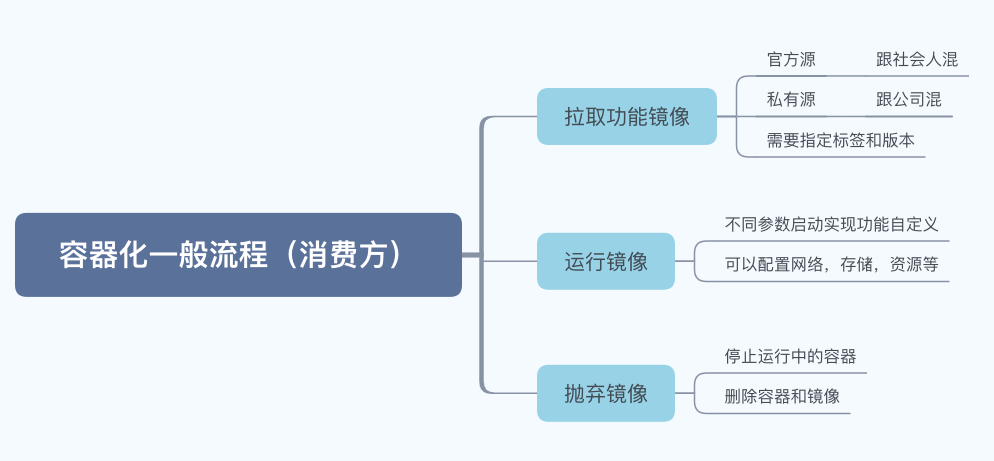 容器化一般流程（消费方）
拉取功能镜像
官方源
跟社会人混
私有源
跟公司混
需要指定标签和版本
运行镜像
不同参数启动实现功能自定义
可以配置网络，存储，资源等
抛弃镜像
停止运行中的容器
删除容器和镜像